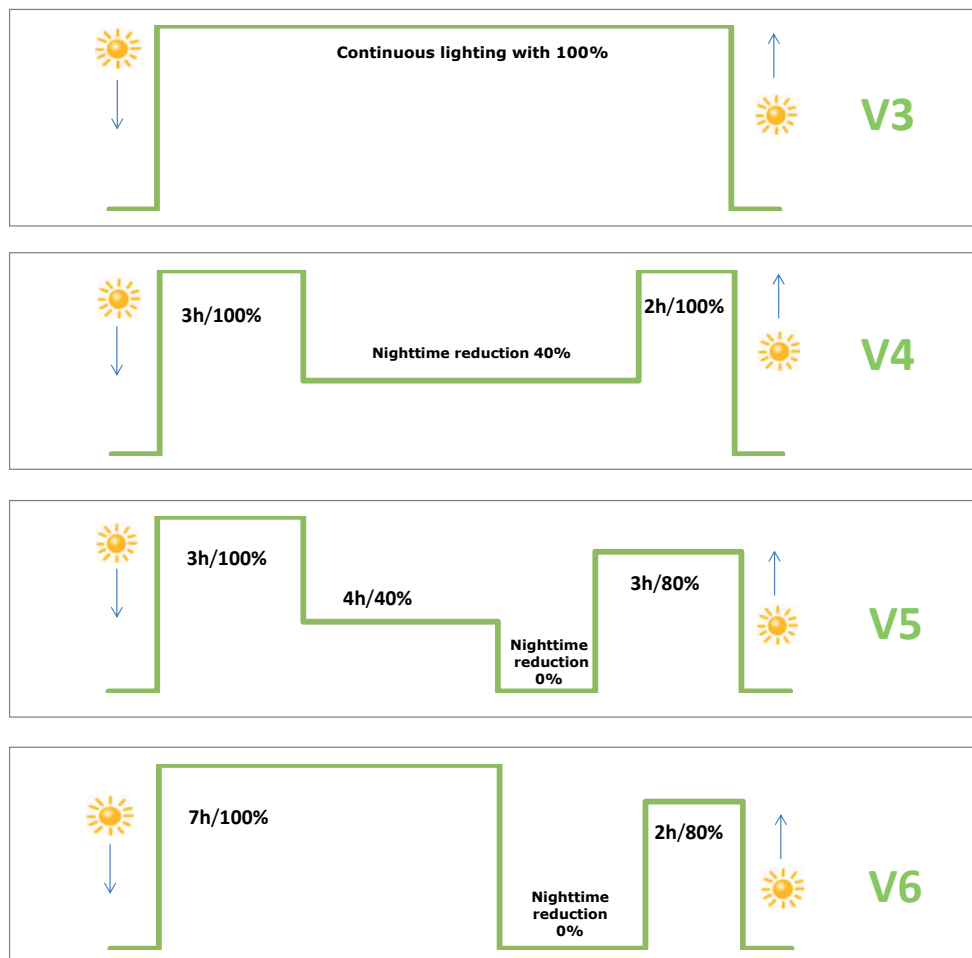 Continuous lighting with 100%
V3
3h/100%
2h/100%
Nighttime reduction 40%
V4
3h/100%
4h/40%
3h/80%
Nighttime
reduction
0%
V5
7h/100%
2h/80%
Nighttime
reduction
0%
V6